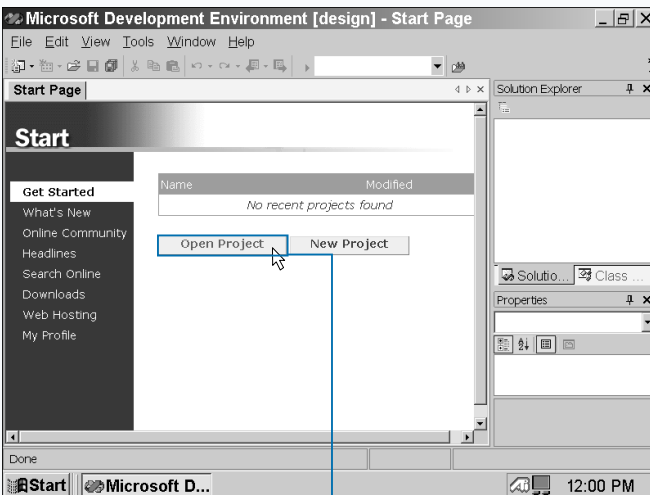 Microsoft Development Environment [design] - Start Page
File Edit View Tools Window Help
Start Page
Solution Explorer
Start
Get Started
What's New
Online Community
Headlines
Search Online
Downloads
Web Hosting
My Profile
Name Modified
No recent projects found
Open Project New Project
Solutio... Class ...
Properties
Done
Start Microsoft D... 12:00 PM